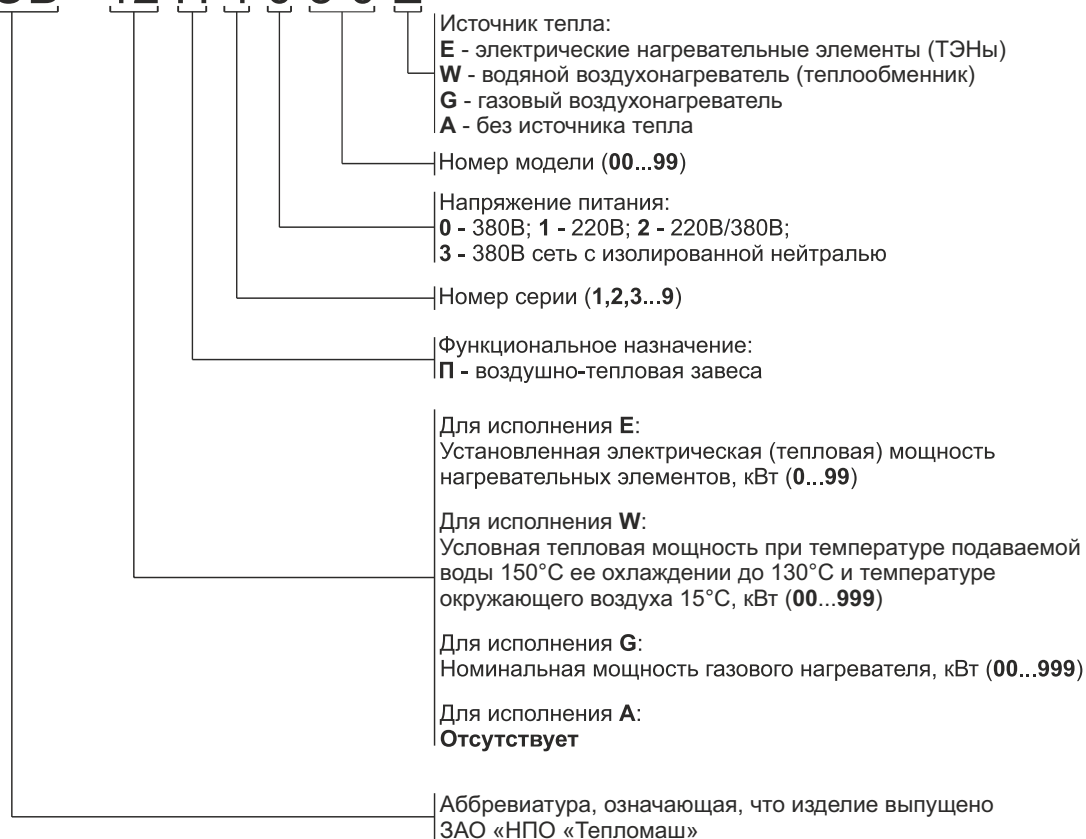 Источник тепла:
E - электрические нагревательные элементы (ТЭНы)
W - водяной воздухонагреватель (теплообменник)
G - газовый воздухонагреватель
A - без источника тепла
Номер модели (00...99)
Напряжение питания:
0 - 380В; 1 - 220В; 2 - 220В/380В;
3 - 380В сеть с изолированной нейтралью
Номер серии (1,2,3...9)
Функциональное назначение:
П - воздушно-тепловая завеса
Для исполнения E:
Установленная электрическая (тепловая) мощность
нагревательных элементов, кВт (0...99)
Для исполнения W:
Условная тепловая мощность при температуре подаваемой
воды 150°С ее охлаждении до 130°С и температуре
окружающего воздуха 15°С, кВт (00...999)
Для исполнения G:
Номинальная мощность газового нагревателя, кВт (00...999)
Для исполнения A:
Отсутствует
Аббревиатура, означающая, что изделие выпущено
ЗАО «НПО «Тепломаш»